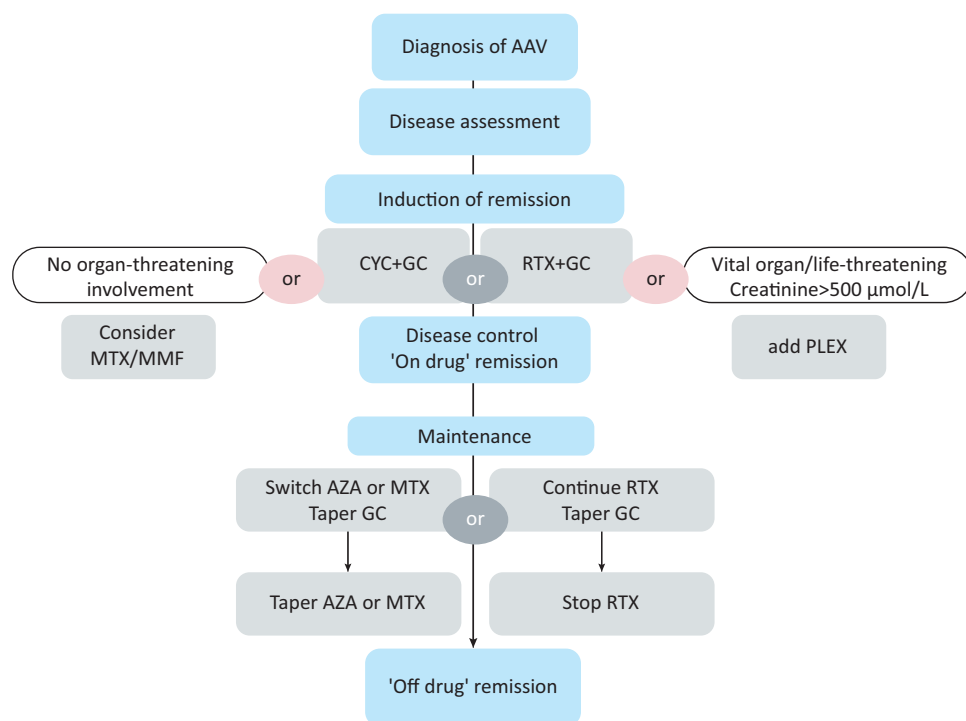 Diagnosis of AAV
Disease assessment
Induction of remission
No organ-threatening
involvement
or
CYC+GC
or
RTX+GC
or
Vital organ/life-threatening
Creatinine>500 μmol/L
Consider
MTX/MMF
Disease control
'On drug' remission
add PLEX
Maintenance
Switch AZA or MTX
Taper GC
or
Continue RTX
Taper GC
Taper AZA or MTX
Stop RTX
'Off drug' remission